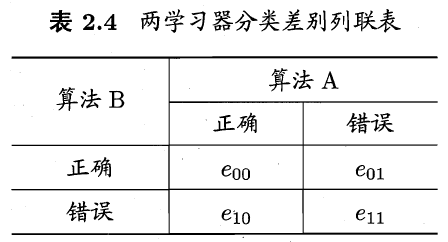 表 2.4 两学习器分类差别列联表
算法 B 算法 A
正确 错误
正确 e₀₀ e₀₁
错误 e₁₀ e₁₁